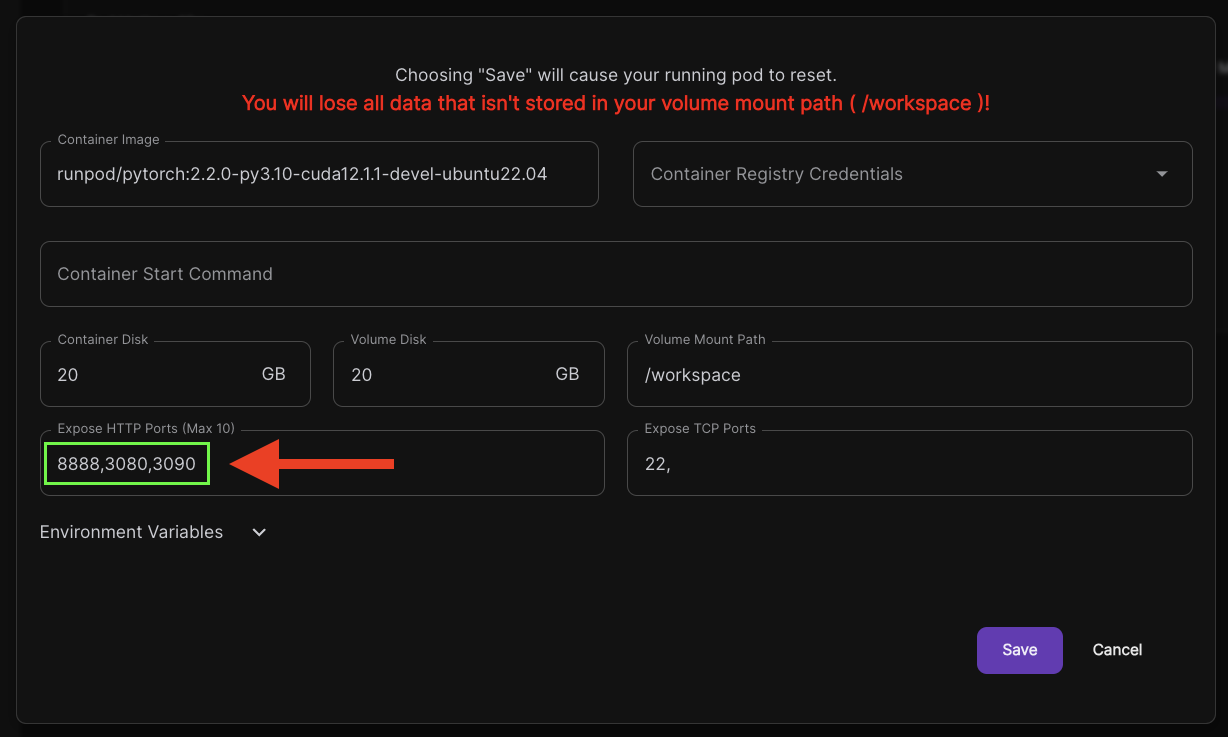 Choosing "Save" will cause your running pod to reset.
You will lose all data that isn't stored in your volume mount path ( /workspace )!
Container Image
runpod/pytorch:2.2.0-py3.10-cuda12.1.1-devel-ubuntu22.04
Container Registry Credentials
Container Start Command
Container Disk
20 GB
Volume Disk
20 GB
Volume Mount Path
/workspace
Expose HTTP Ports (Max 10)
8888,3080,3090
Expose TCP Ports
22,
Environment Variables
Save
Cancel